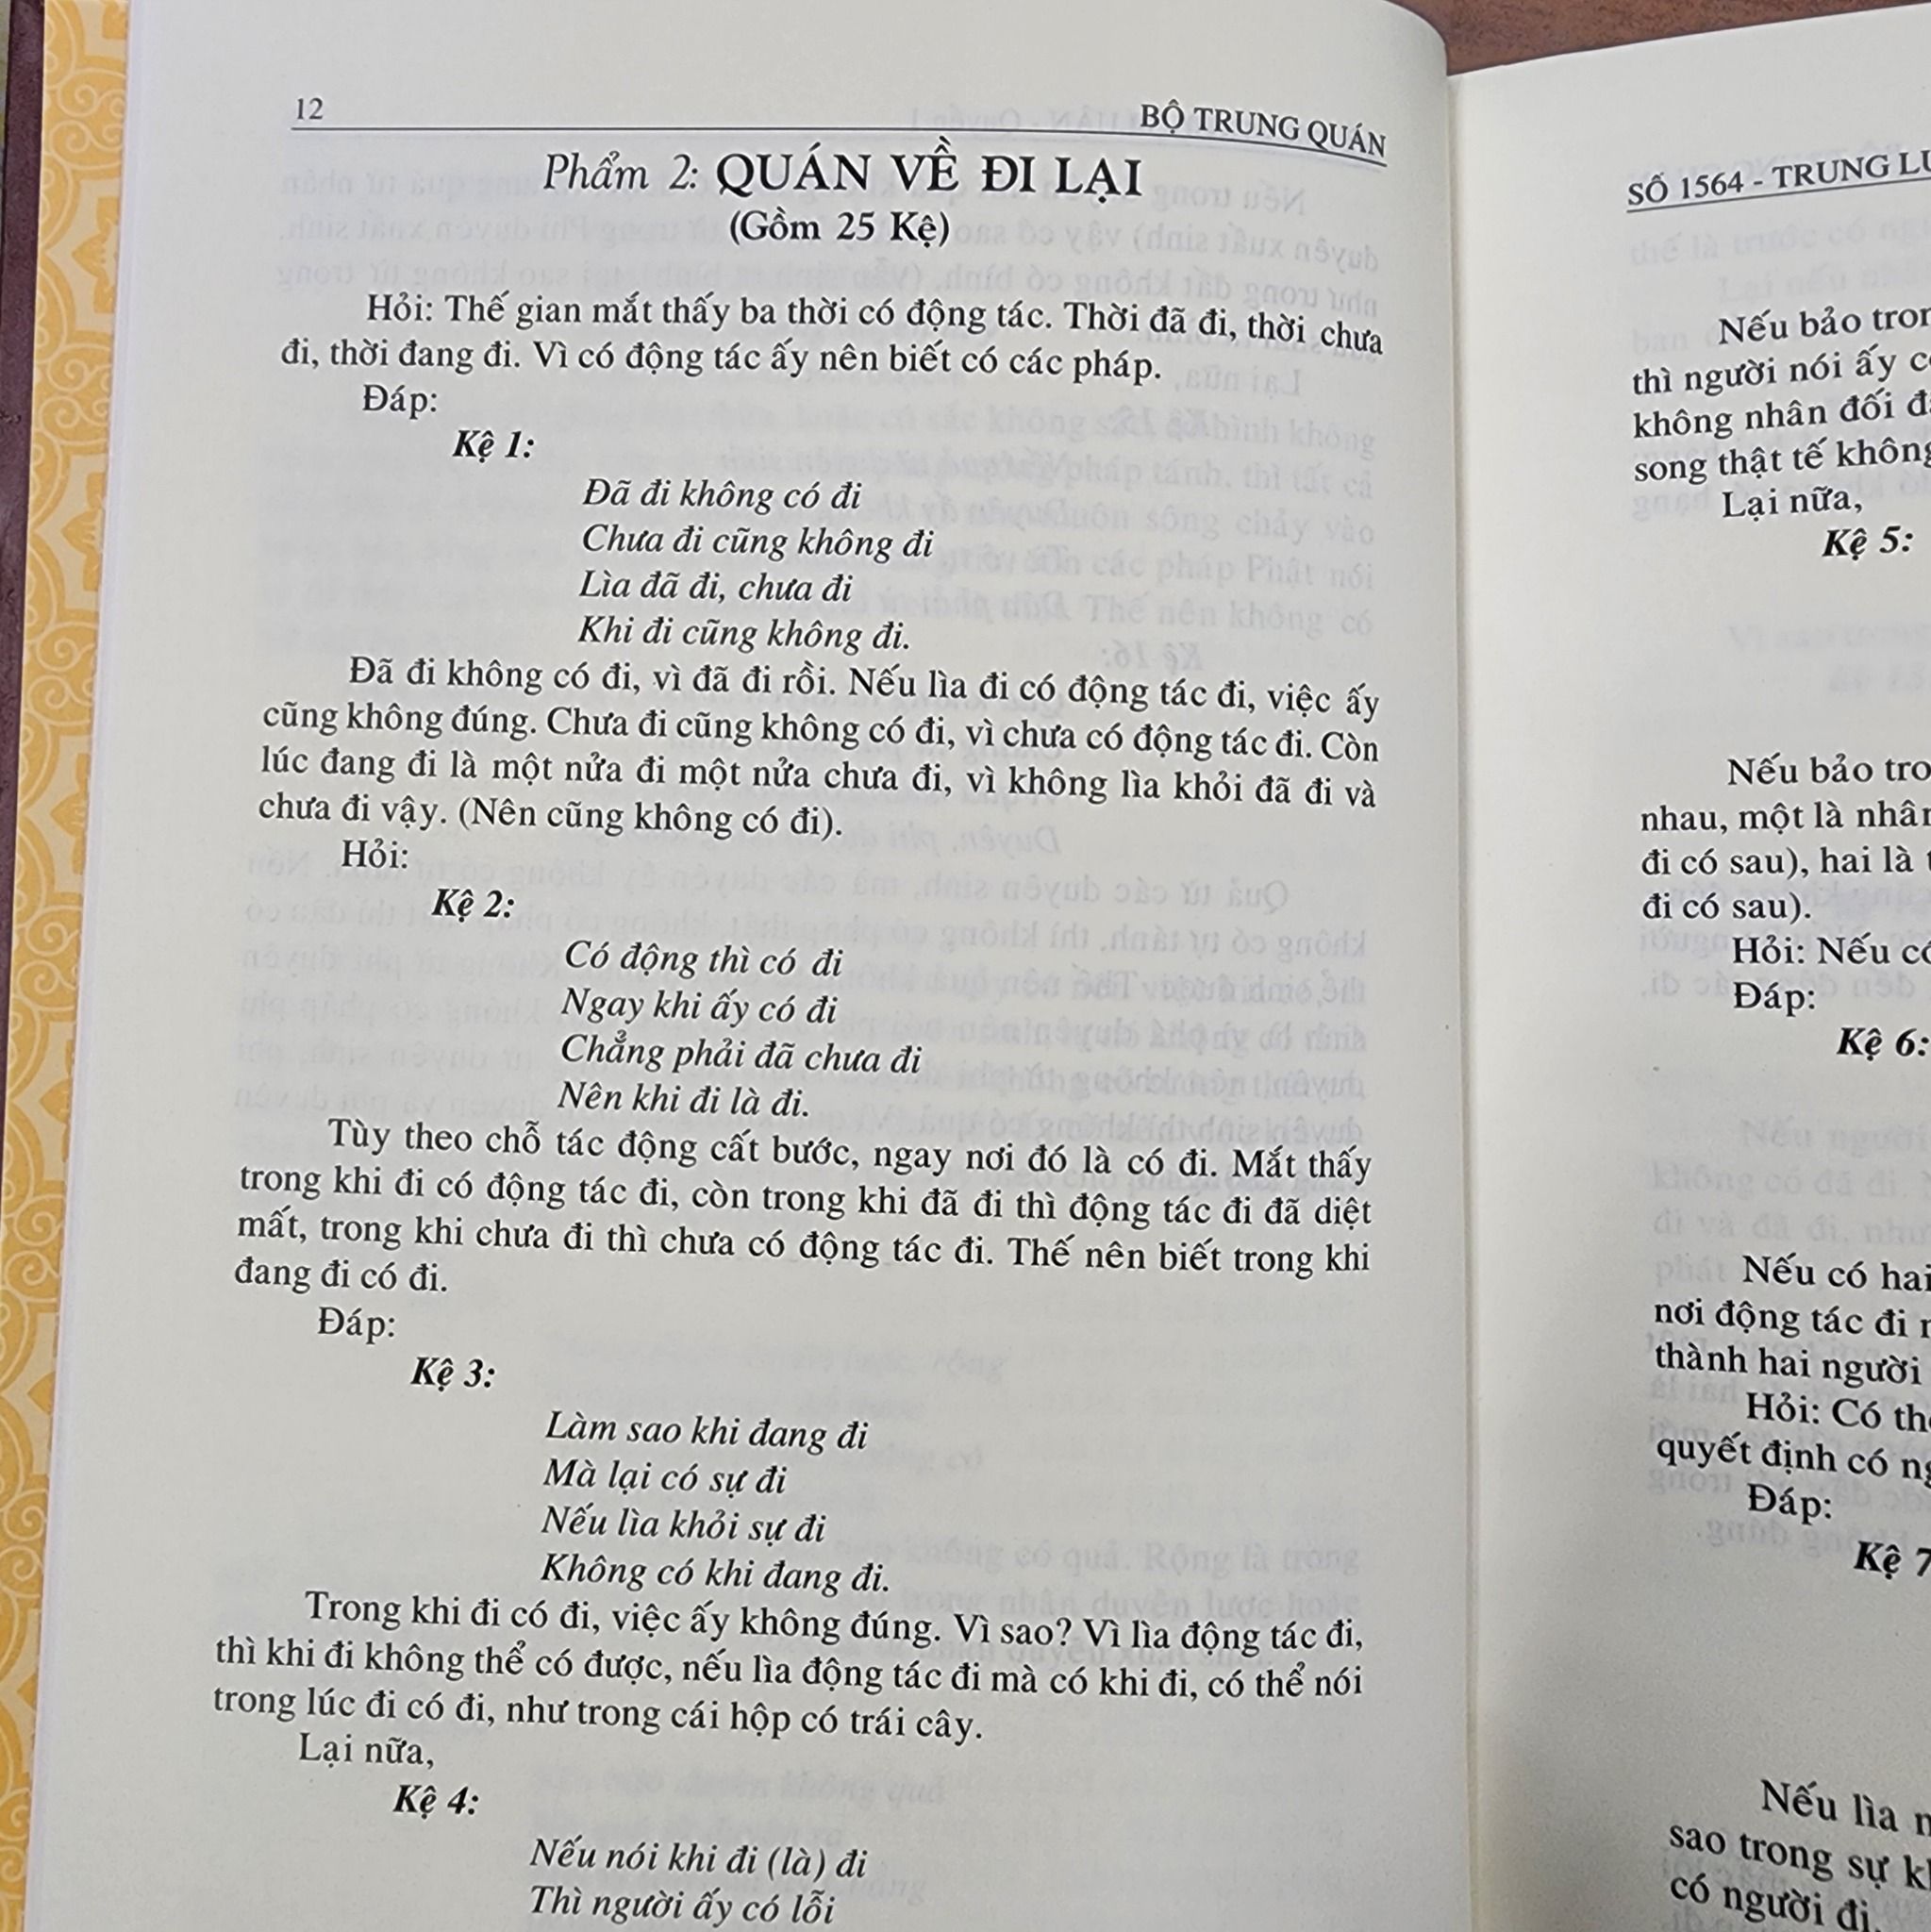 12
BỘ TRUNG QUÁN
Phẩm 2: QUÁN VỀ ĐI LẠI
(Gồm 25 Kệ)
Hỏi: Thế gian mắt thấy ba thời có động tác. Thời đã đi, thời chưa
đi, thời đang đi. Vì có động tác ấy nên biết có các pháp.
Đáp:
Kệ 1:
Đã đi không có đi
Chưa đi cũng không đi
Lìa đã đi, chưa đi
Khi đi cũng không đi.
Đã đi không có đi, vì đã đi rồi. Nếu lìa đi có động tác đi, việc ấy
cũng không đúng. Chưa đi cũng không có đi, vì chưa có động tác đi. Còn
lúc đang đi là một nửa đi một nửa chưa đi, vì không lìa khỏi đã đi và
chưa đi vậy. (Nên cũng không có đi).
Hỏi:
Kệ 2:
Có động thì có đi
Ngay khi ấy có đi
Chẳng phải đã chưa đi
Nên khi đi là đi.
Tùy theo chỗ tác động cất bước, ngay nơi đó là có đi. Mắt thấy
trong khi đi có động tác đi, còn trong khi đã đi thì động tác đi đã diệt
mất, trong khi chưa đi thì chưa có động tác đi. Thế nên biết trong khi
đang đi có đi.
Đáp:
Kệ 3:
Làm sao khi đang đi
Mà lại có sự đi
Nếu lìa khỏi sự đi
Không có khi đang đi.
Trong khi đi có đi, việc ấy không đúng. Vì sao? Vì lìa động tác đi,
thì khi đi không thể có được, nếu lìa động tác đi mà có khi đi, có thể nói
trong lúc đi có đi, như trong cái hộp có trái cây.
Lại nữa,
Kệ 4:
Nếu nói khi đi (là) đi
Thì người ấy có lỗi
SỐ 1564 - TRUNG
Nếu bảo
thì người nói ấy
không nhân đối
song thật tế không
Lại nữa,
Kệ 5:
Nếu bảo
nhau, một là
đi có sau), hai là
đi có sau).
Hỏi: Nếu
Đáp:
Kệ 6:
Nếu có hai
nơi động tác đi
thành hai người
Hỏi: Có
quyết định có
Đáp:
Kệ 7
Nếu lìa
sao trong sự
có người đi